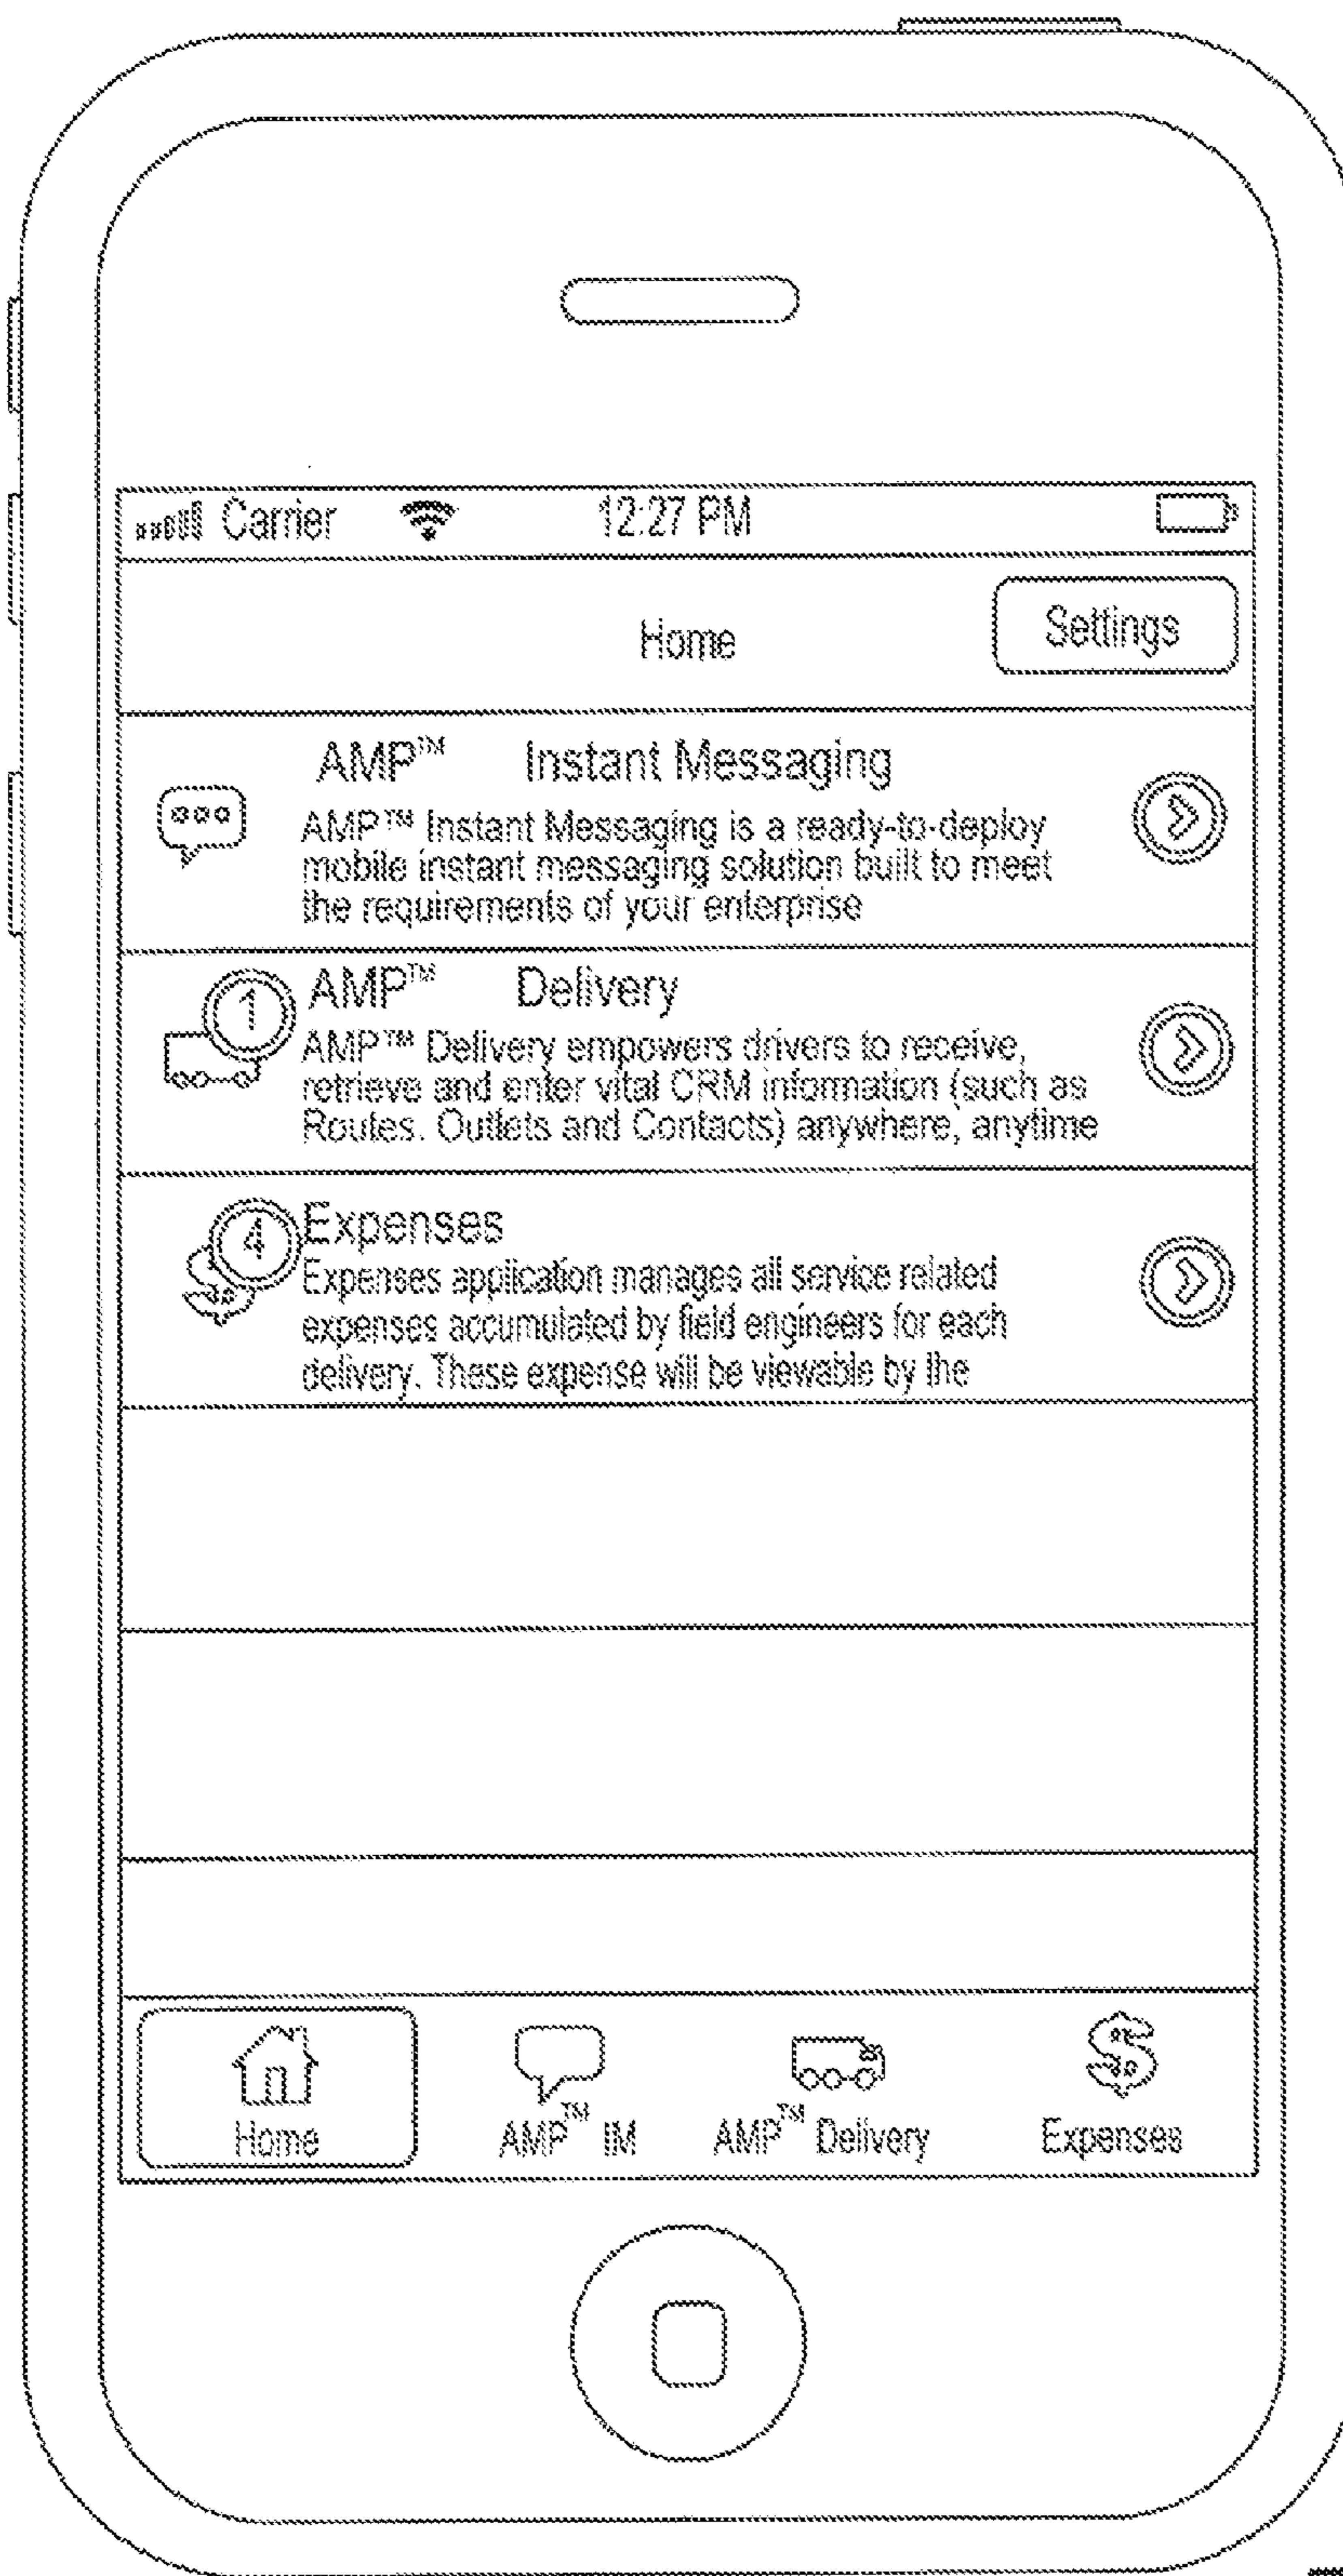 Carrier 12:27 PM
Home Settings
AMP™ Instant Messaging
AMP™ Instant Messaging is a ready-to-deploy
mobile instant messaging solution built to meet
the requirements of your enterprise
1 AMP™ Delivery
AMP™ Delivery empowers drivers to receive,
retrieve and enter vital CRM information (such as
Routes. Outlets and Contacts) anywhere, anytime
4 Expenses
Expenses application manages all service related
expenses accumulated by field engineers for each
delivery. These expense will be viewable by the
Home AMP™ IM AMP™ Delivery Expenses